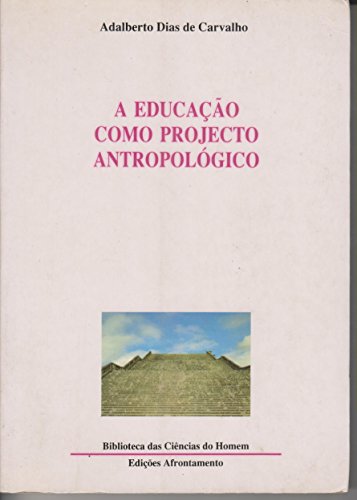 Adalberto Dias de Carvalho
A EDUCAÇÃO
COMO PROJECTO
ANTROPOLÓGICO
Biblioteca das Ciências do Homem
Edições Afrontamento